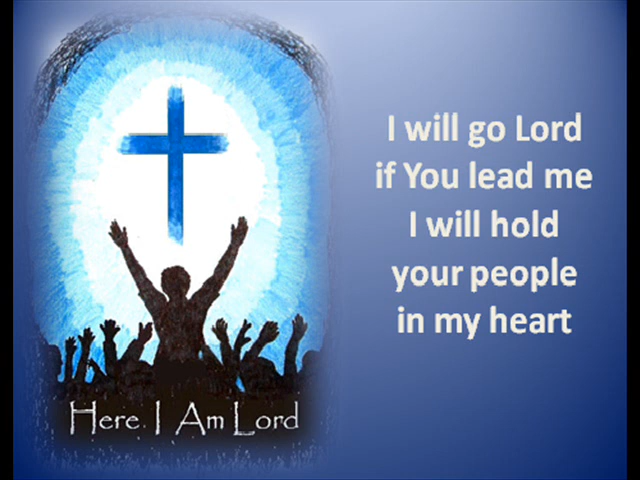 I will go Lord
if You lead me
I will hold
your people
in my heart
Here I Am Lord